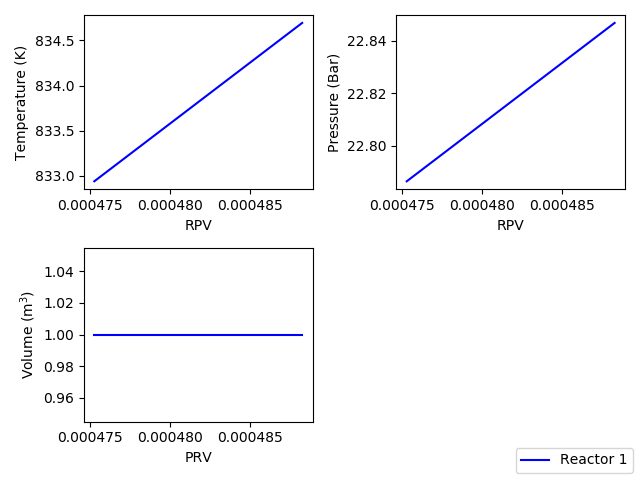 834.5
834.0
833.5
833.0
Temperature (K)
0.000475 0.000480 0.000485
RPV
22.84
22.82
22.80
Pressure (Bar)
0.000475 0.000480 0.000485
RPV
1.04
1.02
1.00
0.98
0.96
Volume (m³)
0.000475 0.000480 0.000485
PRV
Reactor 1